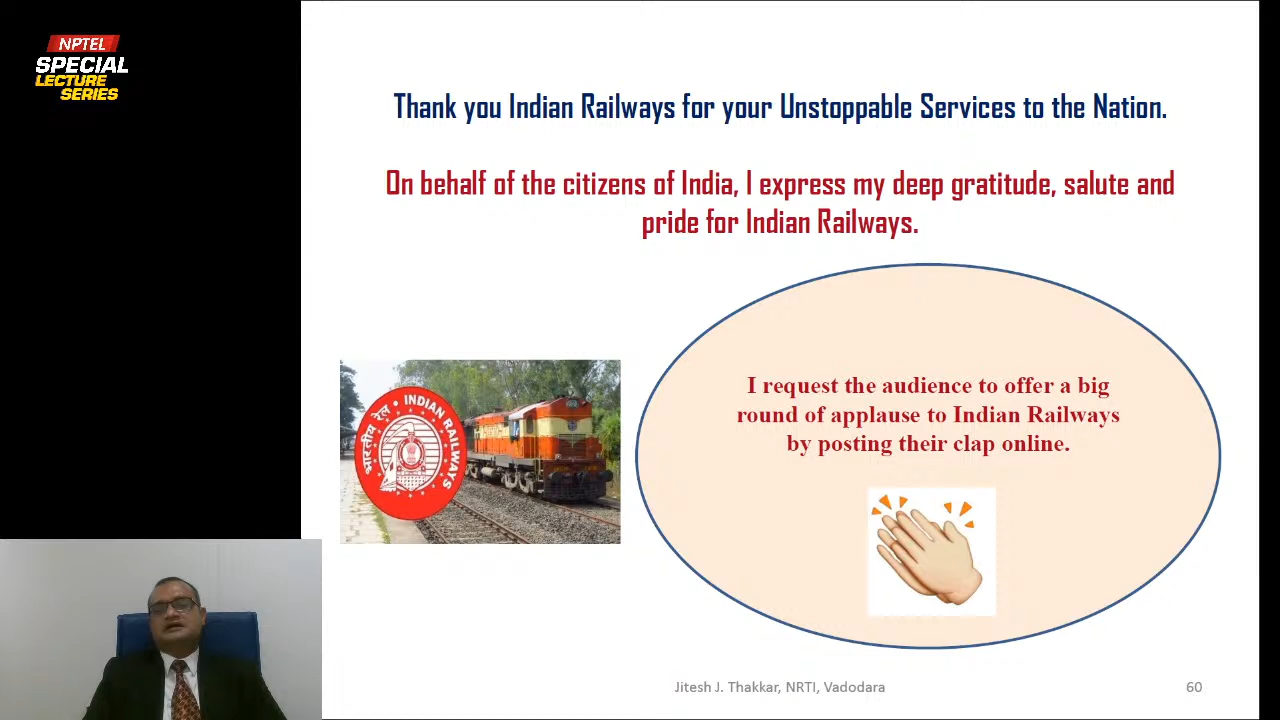 NPTEL
SPECIAL
LECTURE
SERIES
Thank you Indian Railways for your Unstoppable Services to the Nation.
On behalf of the citizens of India, I express my deep gratitude, salute and
pride for Indian Railways.
भारतीय रेल • INDIAN RAILWAYS
I request the audience to offer a big
round of applause to Indian Railways
by posting their clap online.
Jitesh J. Thakkar, NRTI, Vadodara
60